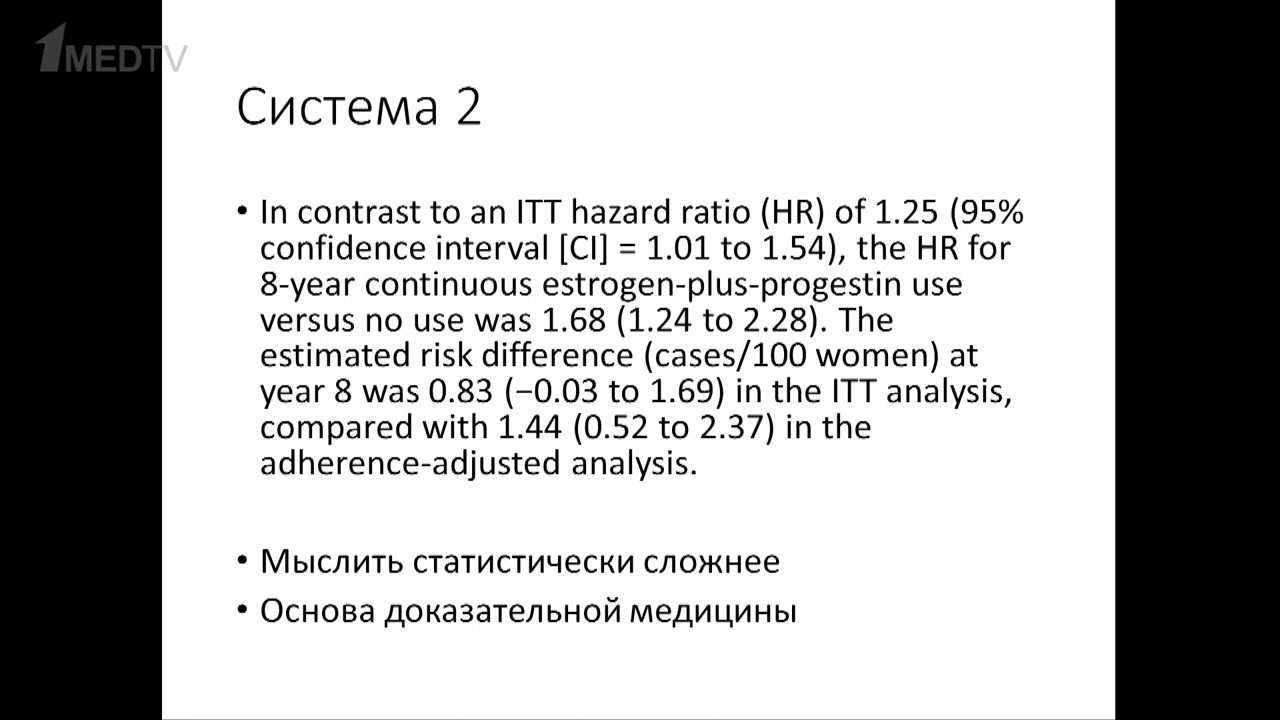 1MEDTV
Система 2
• In contrast to an ITT hazard ratio (HR) of 1.25 (95%
confidence interval [CI] = 1.01 to 1.54), the HR for
8-year continuous estrogen-plus-progestin use
versus no use was 1.68 (1.24 to 2.28). The
estimated risk difference (cases/100 women) at
year 8 was 0.83 (−0.03 to 1.69) in the ITT analysis,
compared with 1.44 (0.52 to 2.37) in the
adherence-adjusted analysis.
• Мыслить статистически сложнее
• Основа доказательной медицины